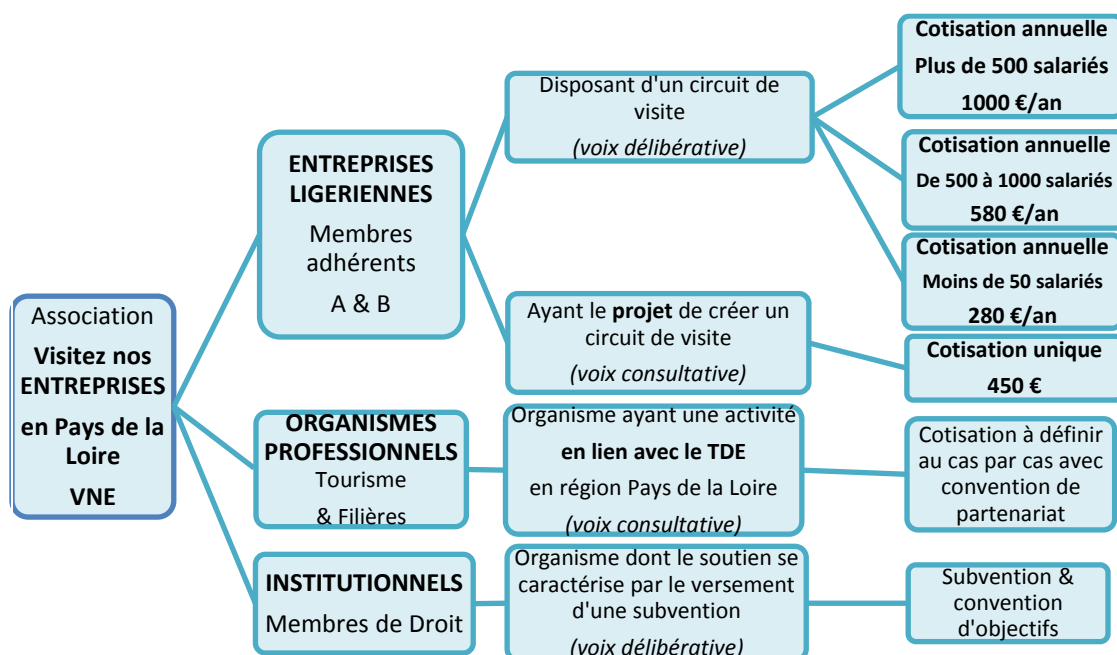 Association
Visitez nos
ENTREPRISES
en Pays de la
Loire
VNE
ENTREPRISES
LIGERIENNES
Membres
adhérents
A & B
Disposant d'un circuit de
visite
(voix délibérative)
Cotisation annuelle
Plus de 500 salariés
1000 €/an
Cotisation annuelle
De 500 à 1000 salariés
580 €/an
Cotisation annuelle
Moins de 50 salariés
280 €/an
Ayant le projet de créer un
circuit de visite
(voix consultative)
Cotisation unique
450 €
ORGANISMES
PROFESSIONNELS
Tourisme
& Filières
Organisme ayant une activité
en lien avec le TDE
en région Pays de la Loire
(voix consultative)
Cotisation à définir
au cas par cas avec
convention de
partenariat
INSTITUTIONNELS
Membres de Droit
Organisme dont le soutien se
caractérise par le versement
d'une subvention
(voix délibérative)
Subvention &
convention
d'objectifs